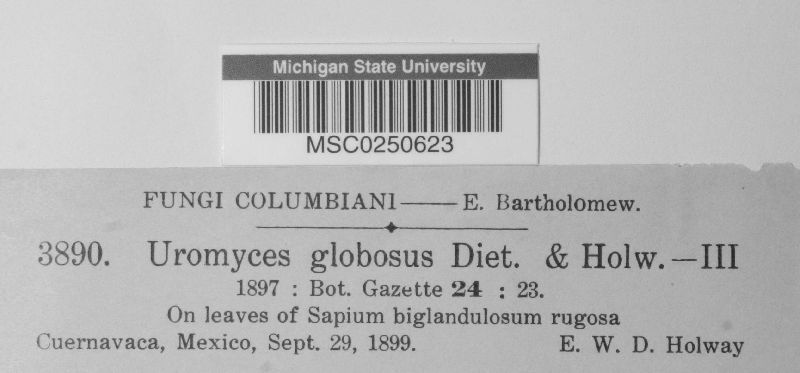 Michigan State University
MSC0250623
FUNGI COLUMBIANI—E. Bartholomew.
3890. Uromyces globosus Diet. & Holw.—III
1897 : Bot. Gazette 24 : 23.
On leaves of Sapium biglandulosum rugosa
Cuernavaca, Mexico, Sept. 29, 1899. E. W. D. Holway